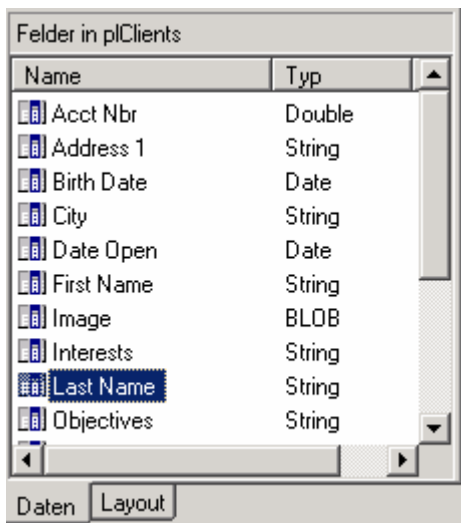 Felder in plClients
Name Typ
Acct Nbr Double
Address 1 String
Birth Date Date
City String
Date Open Date
First Name String
Image BLOB
Interests String
Last Name String
Objectives String
Daten Layout